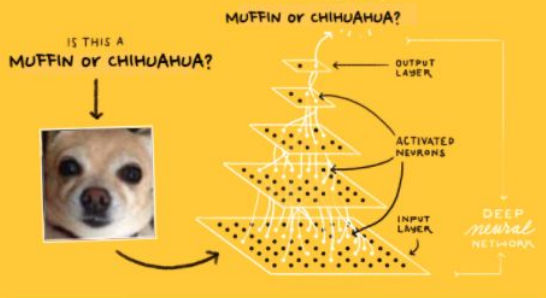 IS THIS A
MUFFIN or CHIHUAHUA?
MUFFIN or CHIHUAHUA?
OUTPUT
LAYER
ACTIVATED
NEURONS
INPUT
LAYER
DEEP
neural
NETWORK